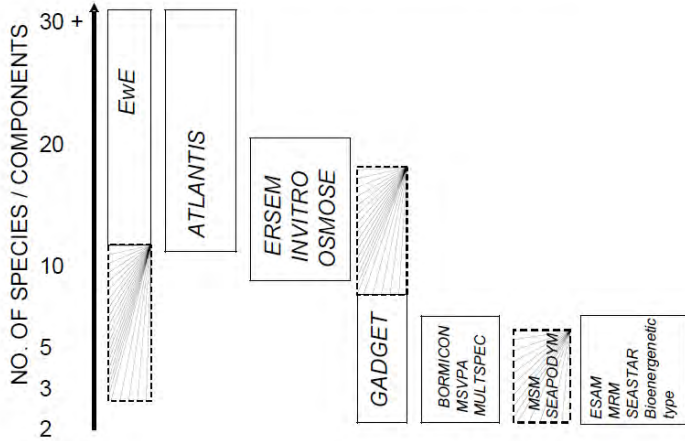 NO. OF SPECIES / COMPONENTS
30 +
20
10
5
3
2
EwE
ATLANTIS
ERSEM
INVITRO
OSMOSE
GADGET
BORMICON
MSVPA
MULTSPEC
MSM
SEAPODYM
ESAM
MRM
SEASTAR
Bioenergenetic
type